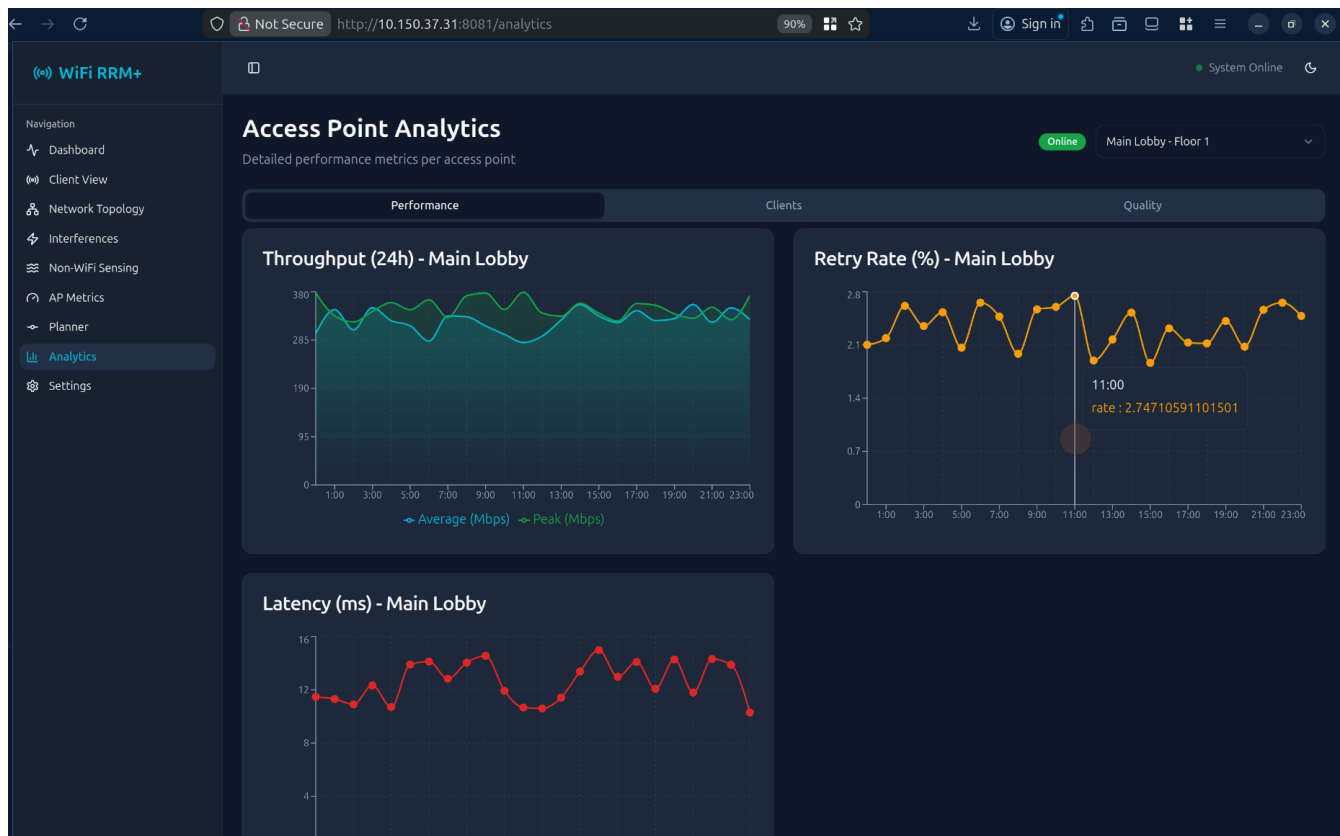 Not Secure http://10.150.37.31:8081/analytics 90% Sign in
WiFi RRM+
System Online
Navigation
Dashboard
Client View
Network Topology
Interferences
Non-WiFi Sensing
AP Metrics
Planner
Analytics
Settings
Access Point Analytics
Detailed performance metrics per access point
Online Main Lobby - Floor 1
Performance Clients Quality
Throughput (24h) - Main Lobby
380
285
190
95
0
1:00 3:00 5:00 7:00 9:00 11:00 13:00 15:00 17:00 19:00 21:00 23:00
Average (Mbps) Peak (Mbps)
Retry Rate (%) - Main Lobby
2.8
2.1
1.4
0.7
0
11:00
rate : 2.74710591101501
1:00 3:00 5:00 7:00 9:00 11:00 13:00 15:00 17:00 19:00 21:00 23:00
Latency (ms) - Main Lobby
16
12
8
4